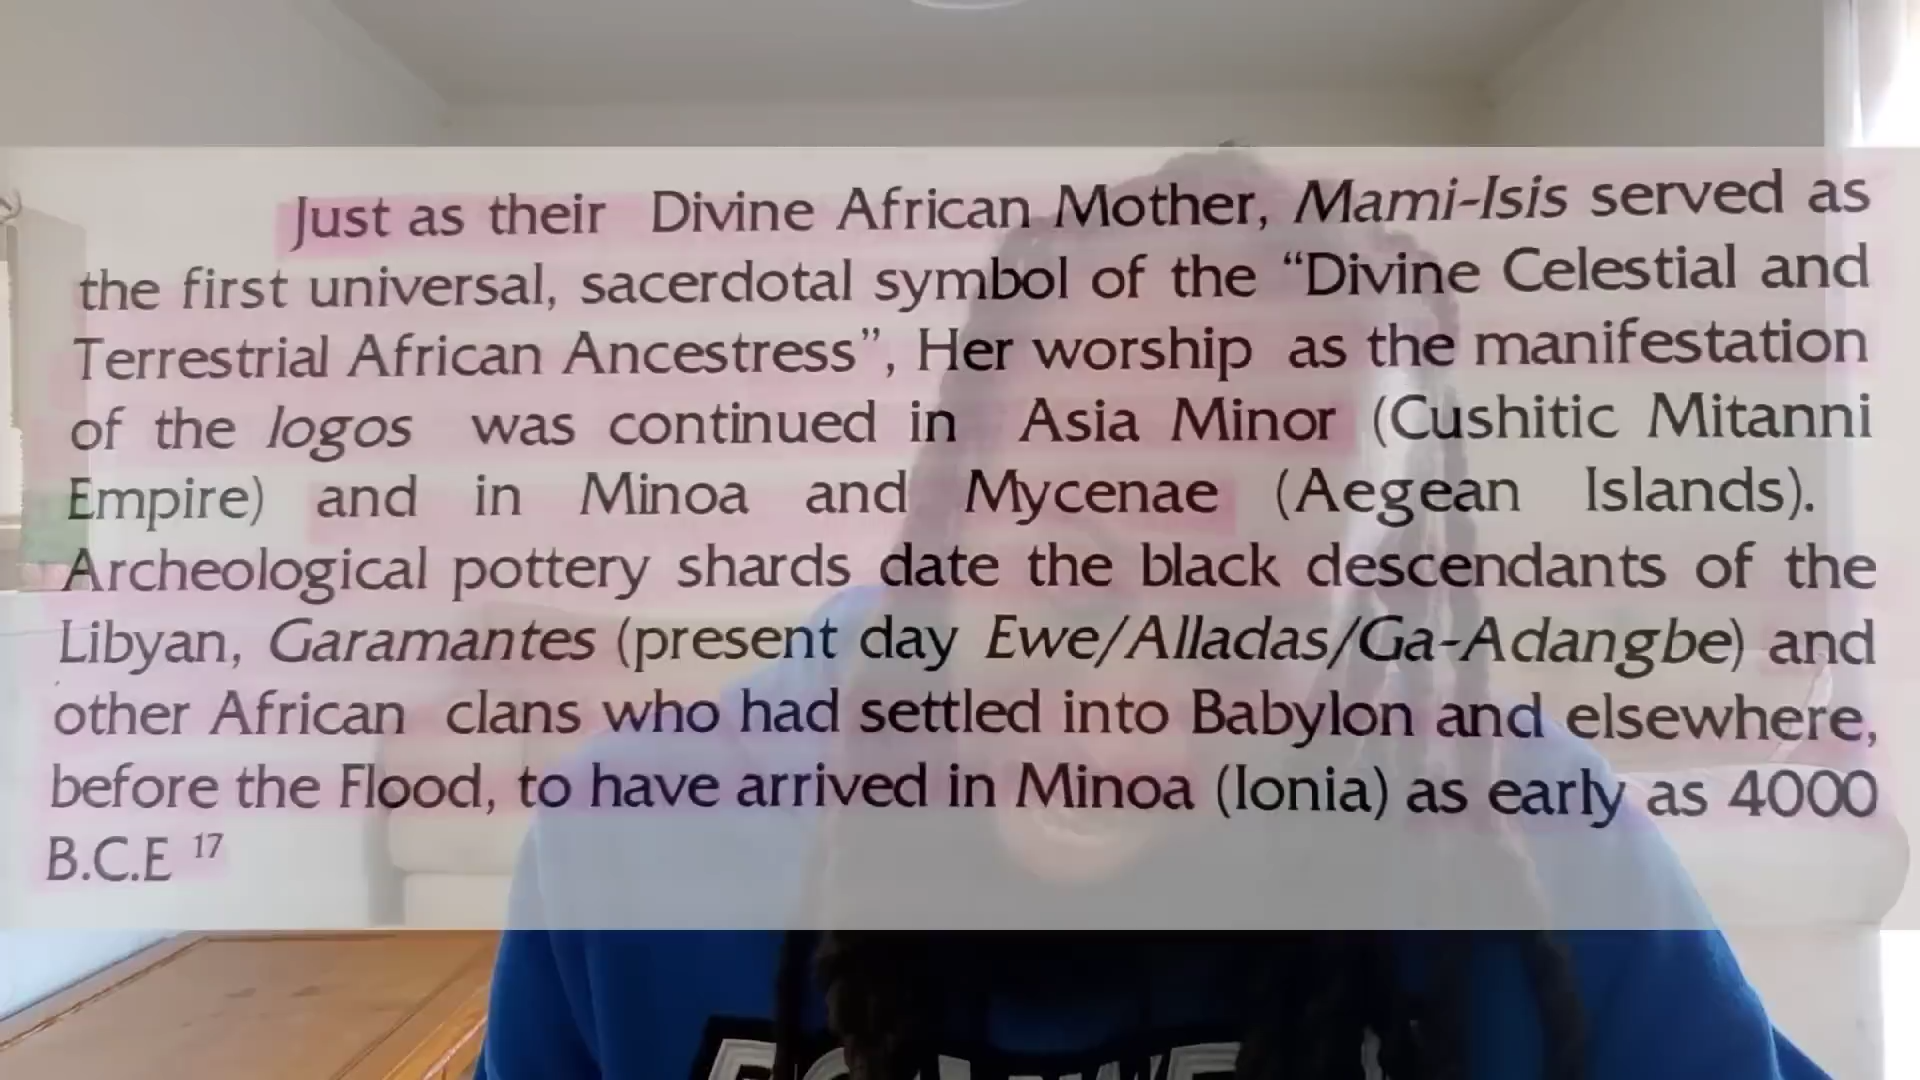 Just as their Divine African Mother, Mami-Isis served as
the first universal, sacerdotal symbol of the “Divine Celestial and
Terrestrial African Ancestress”, Her worship as the manifestation
of the logos was continued in Asia Minor (Cushitic Mitanni
Empire) and in Minoa and Mycenae (Aegean Islands).
Archeological pottery shards date the black descendants of the
Libyan, Garamantes (present day Ewe/Alladas/Ga-Adangbe) and
other African clans who had settled into Babylon and elsewhere,
before the Flood, to have arrived in Minoa (Ionia) as early as 4000
B.C.E 17